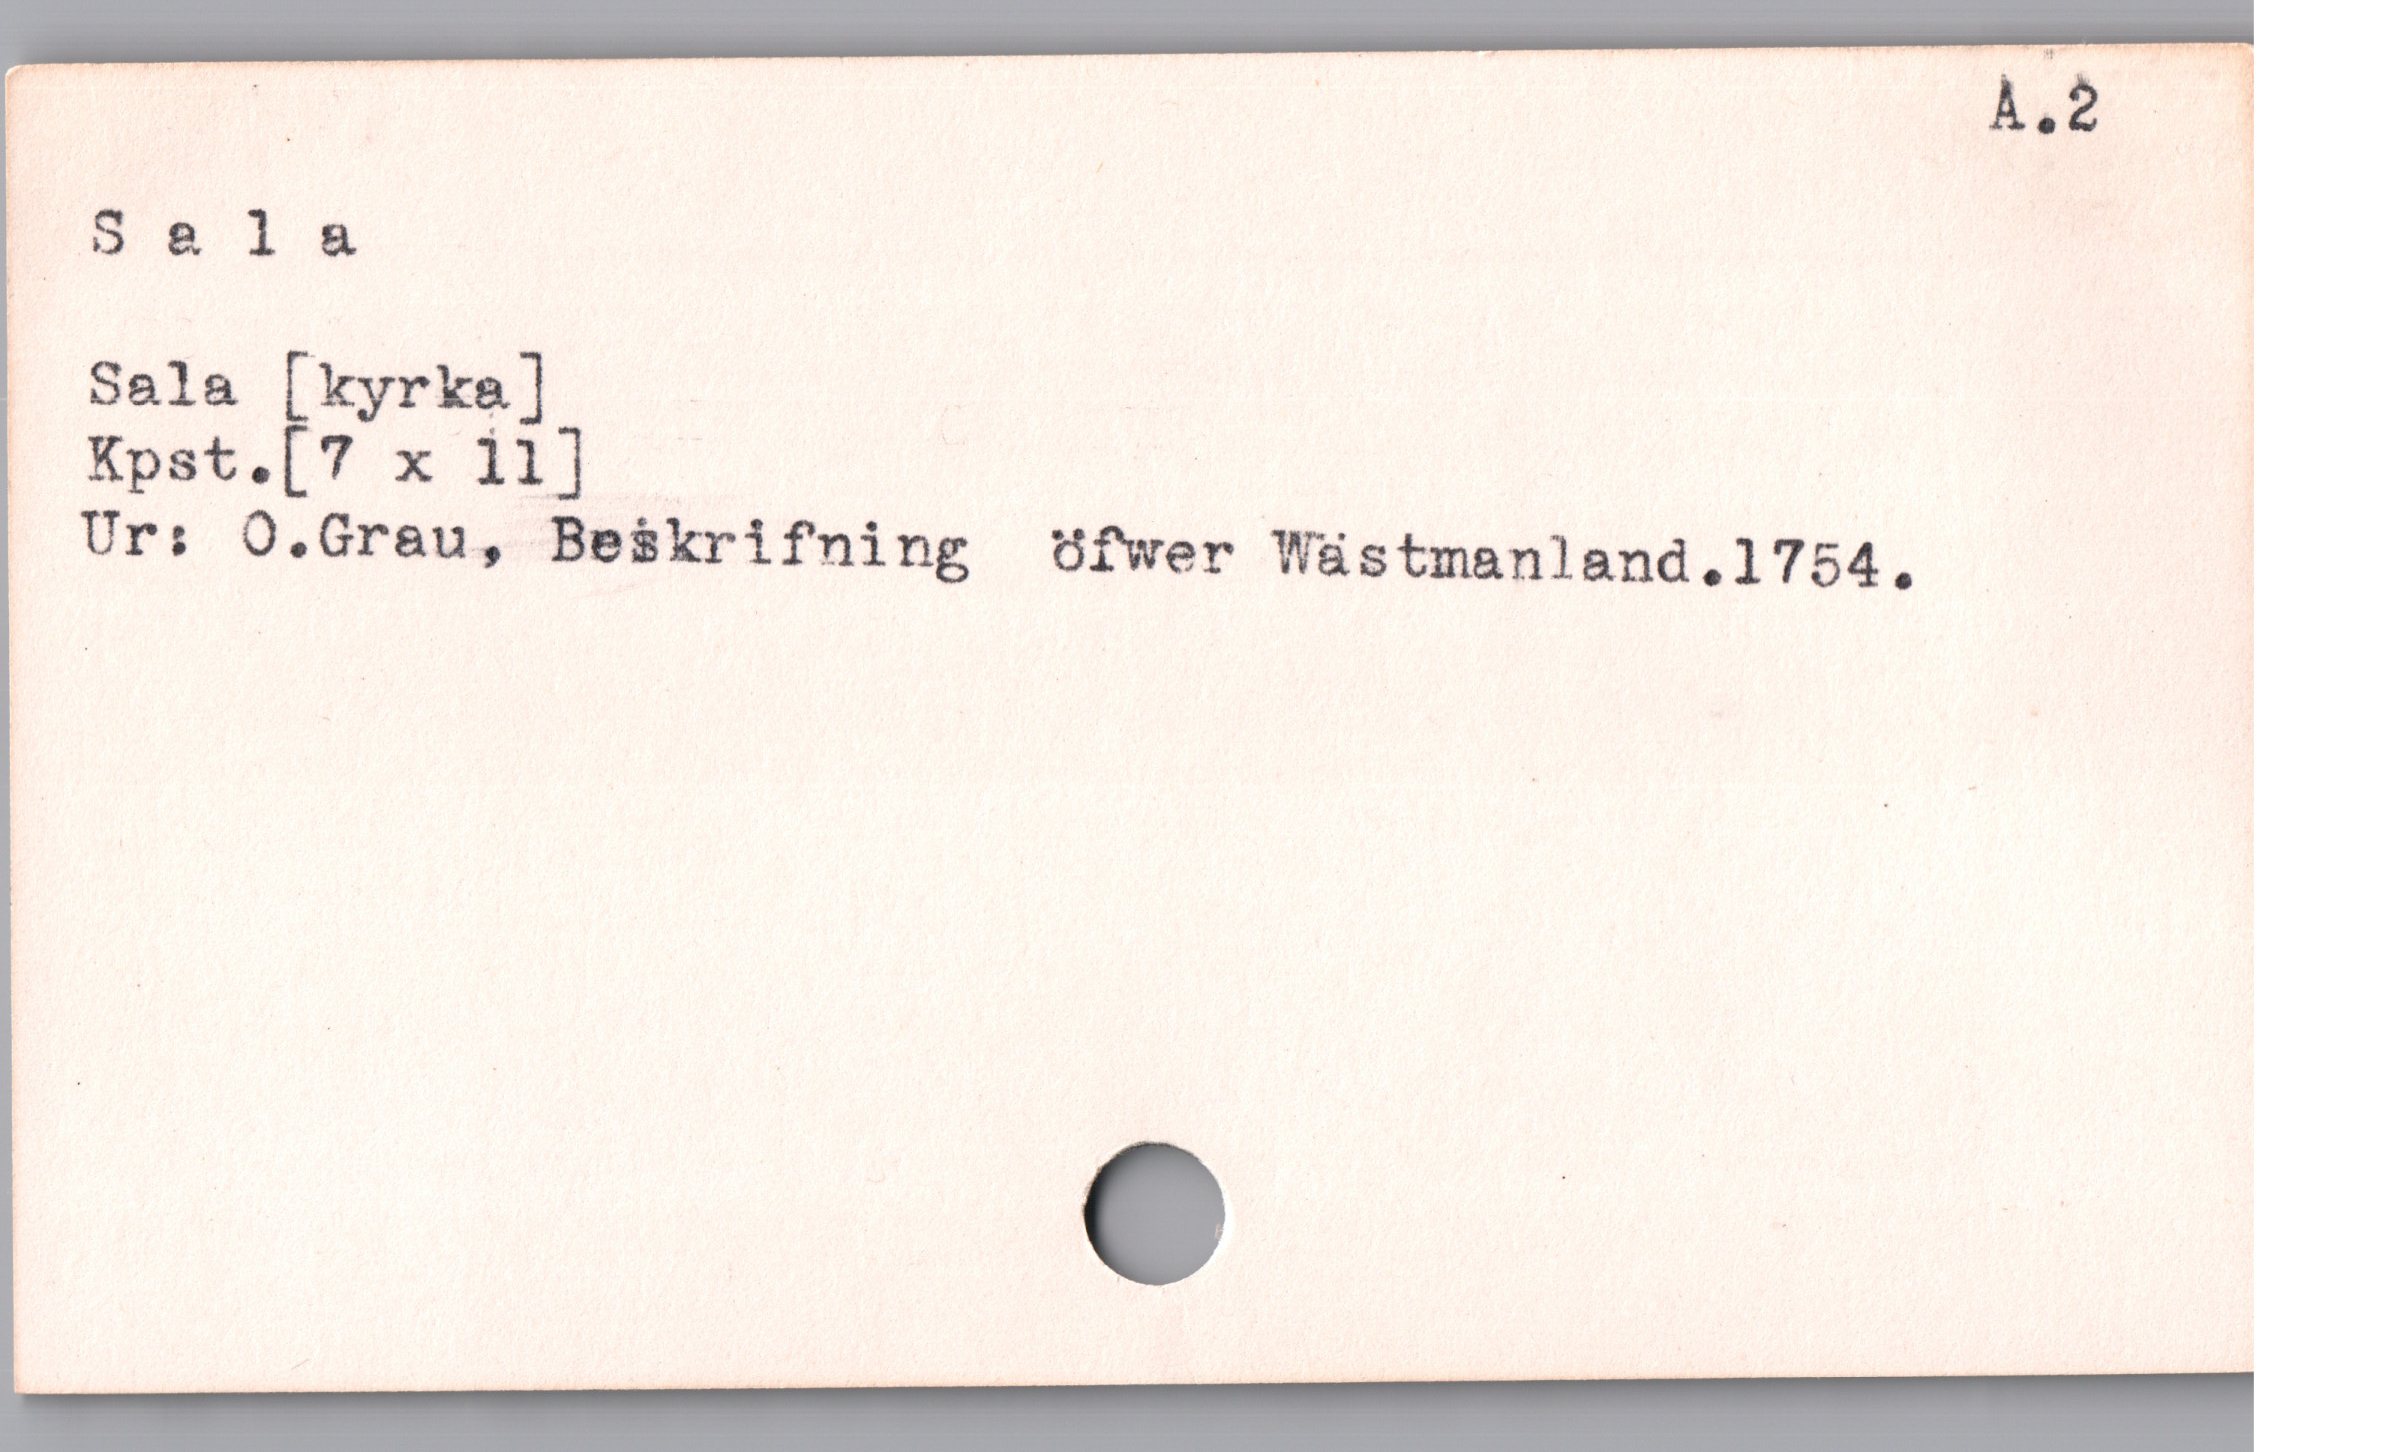 A.2
S a l a
Sala [kyrka]
Kpst.[7 x 11]
Ur: O.Grau, Beskrifning  öfwer Wästmanland.1754.